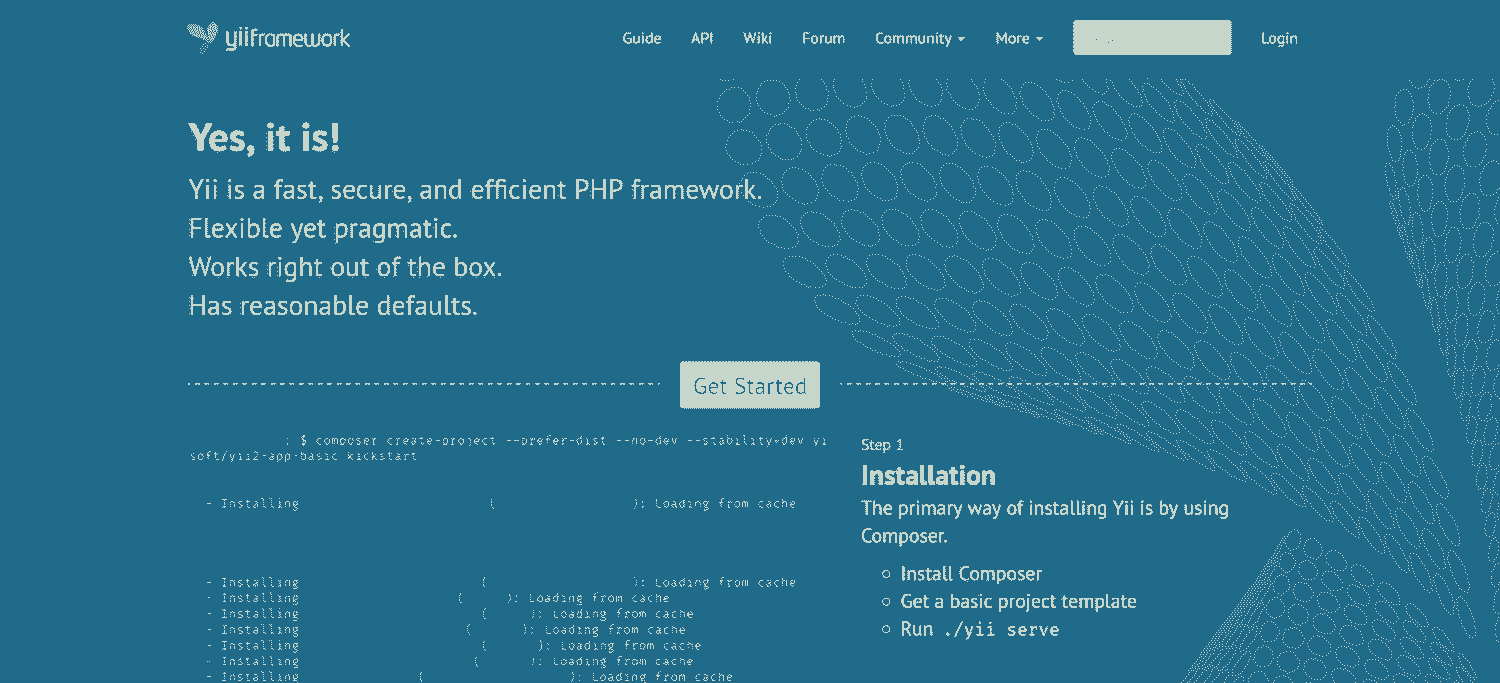 yiiframework
Guide API Wiki Forum Community More Login
Yes, it is!
Yii is a fast, secure, and efficient PHP framework.
Flexible yet pragmatic.
Works right out of the box.
Has reasonable defaults.
Get Started
: $ composer create-project --prefer-dist --no-dev --stability=dev yi
soft/yii2-app-basic kickstart
- Installing ( ): Loading from cache
- Installing ( ): Loading from cache
- Installing ( ): Loading from cache
- Installing ( ): Loading from cache
- Installing ( ): Loading from cache
- Installing ( ): Loading from cache
- Installing ( ): Loading from cache
- Installing ( ): Loading from cache
Step 1
Installation
The primary way of installing Yii is by using
Composer.
Install Composer
Get a basic project template
Run ./yii serve